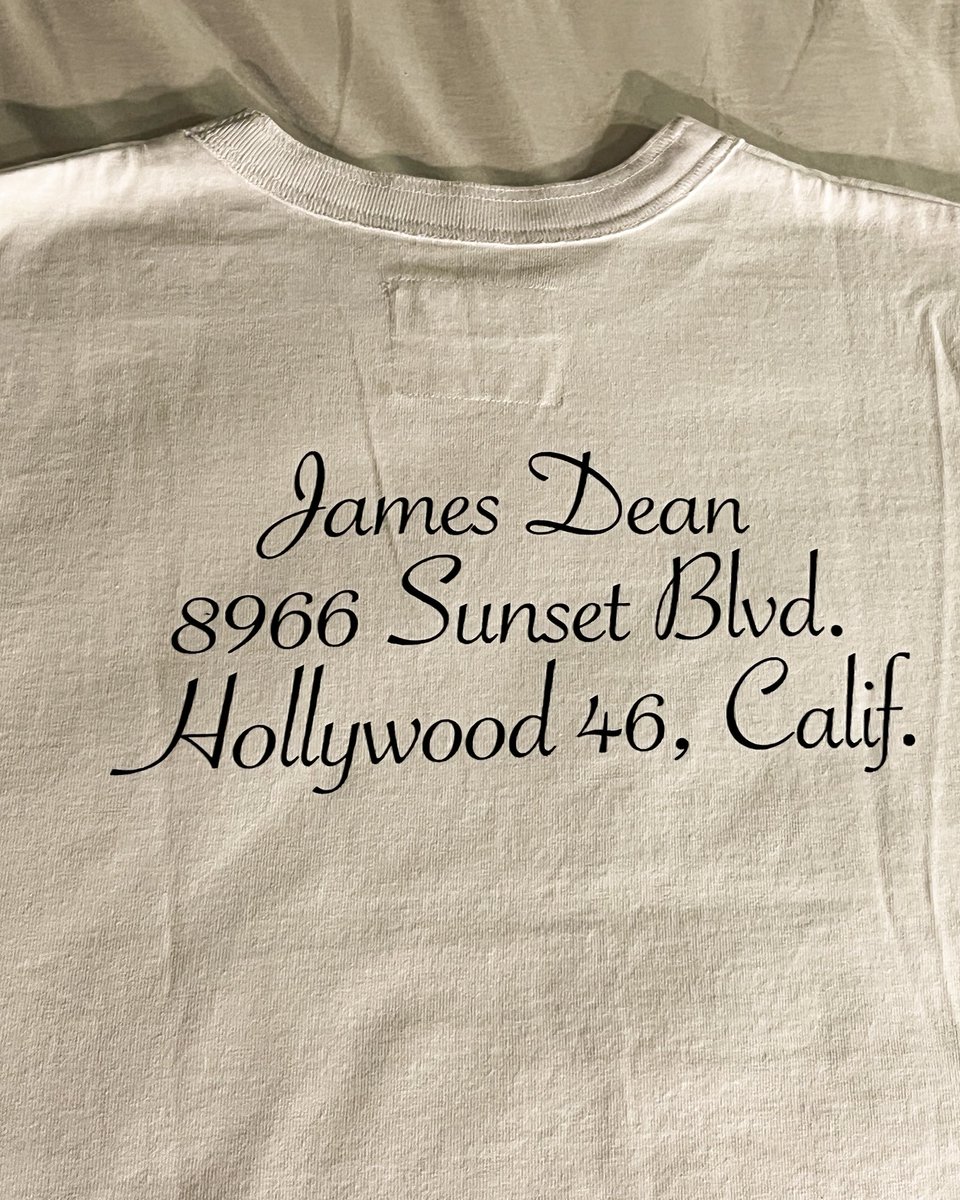 James Dean
8966 Sunset Blvd.
Hollywood 46, Calif.